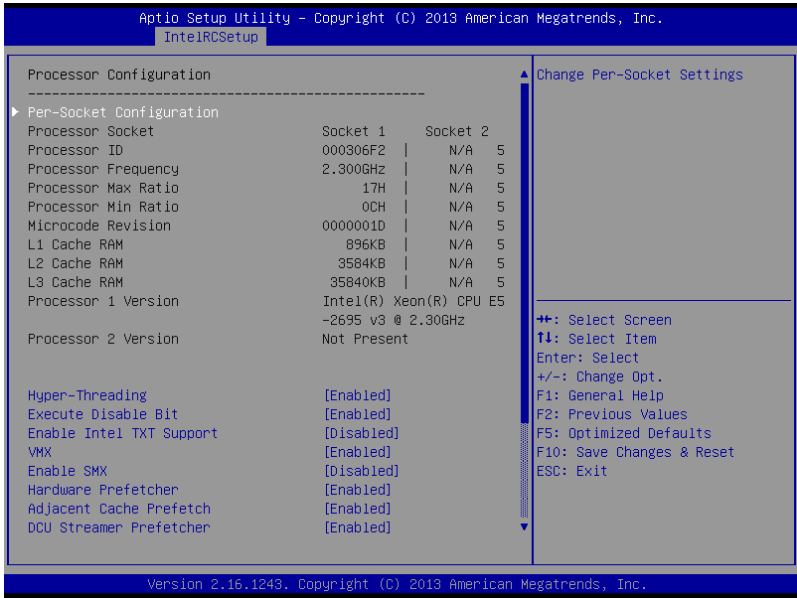 Aptio Setup Utility – Copyright (C) 2013 American Megatrends, Inc.
IntelRCSetup
Processor Configuration
--------------------------------------------------
Per-Socket Configuration
Processor Socket Socket 1 Socket 2
Processor ID 000306F2 | N/A 5
Processor Frequency 2.300GHz | N/A 5
Processor Max Ratio 17H | N/A 5
Processor Min Ratio 0CH | N/A 5
Microcode Revision 0000001D | N/A 5
L1 Cache RAM 896KB | N/A 5
L2 Cache RAM 3584KB | N/A 5
L3 Cache RAM 35840KB | N/A 5
Processor 1 Version Intel(R) Xeon(R) CPU E5
-2695 v3 @ 2.30GHz
Processor 2 Version Not Present
Hyper-Threading [Enabled]
Execute Disable Bit [Enabled]
Enable Intel TXT Support [Disabled]
VMX [Enabled]
Enable SMX [Disabled]
Hardware Prefetcher [Enabled]
Adjacent Cache Prefetch [Enabled]
DCU Streamer Prefetcher [Enabled]
Change Per-Socket Settings
→←: Select Screen
↑↓: Select Item
Enter: Select
+/-: Change Opt.
F1: General Help
F2: Previous Values
F5: Optimized Defaults
F10: Save Changes & Reset
ESC: Exit
Version 2.16.1243. Copyright (C) 2013 American Megatrends, Inc.